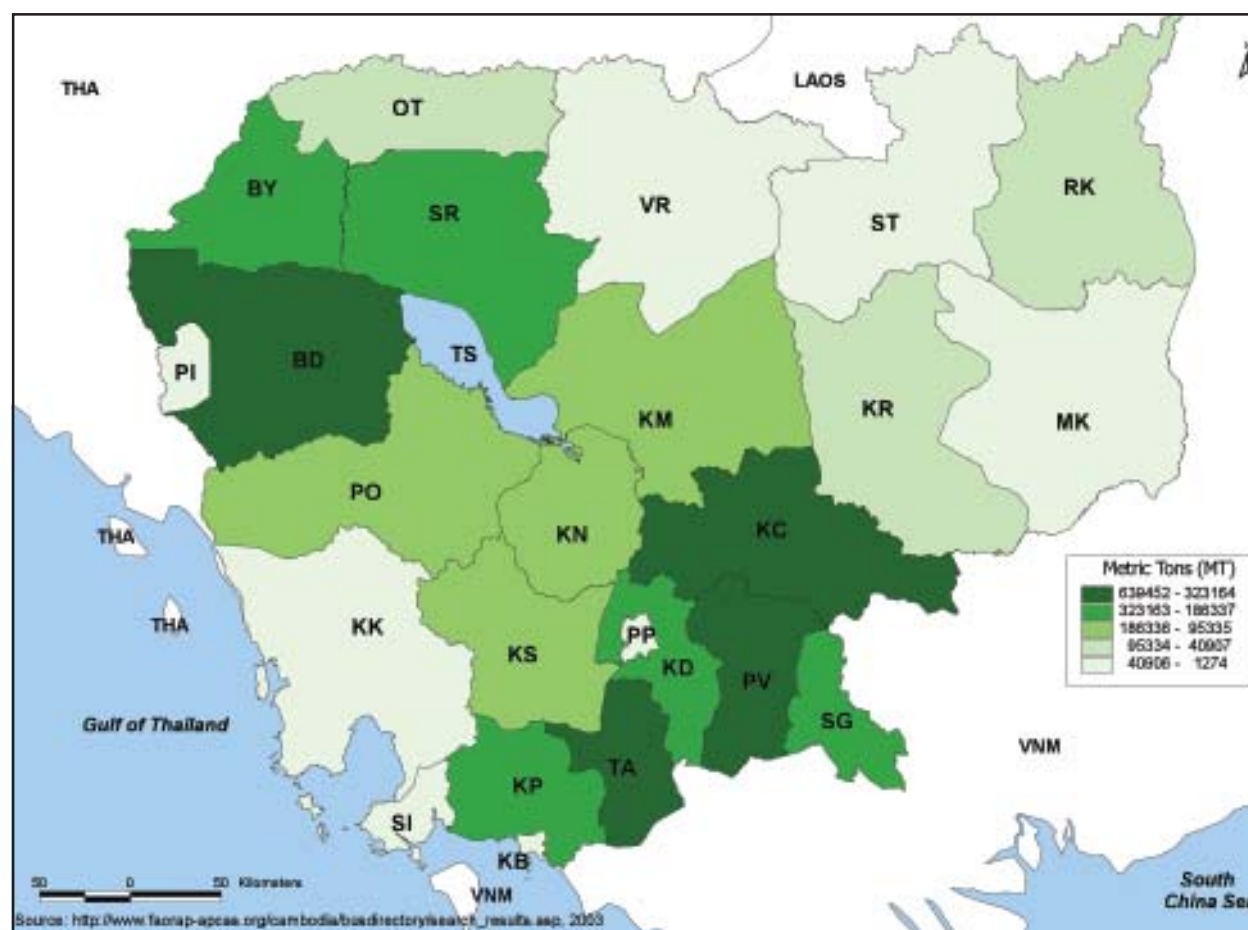 THA
LAOS
OT
BY
SR
VR
ST
RK
BD
PI
TS
KM
KR
MK
PO
KN
KC
THA
THA
KK
KS
PP
KD
PV
SG
TA
KP
SI
KB
VNM
VNM
Gulf of Thailand
South
China Sea
Metric Tons (MT)
639452 - 323164
323163 - 186337
186336 - 95335
95334 - 40907
40906 - 1274
50 0 50 Kilometers
Source: http://www.faorap-apcas.org/cambodia/busdirectory/search_results.asp, 2003